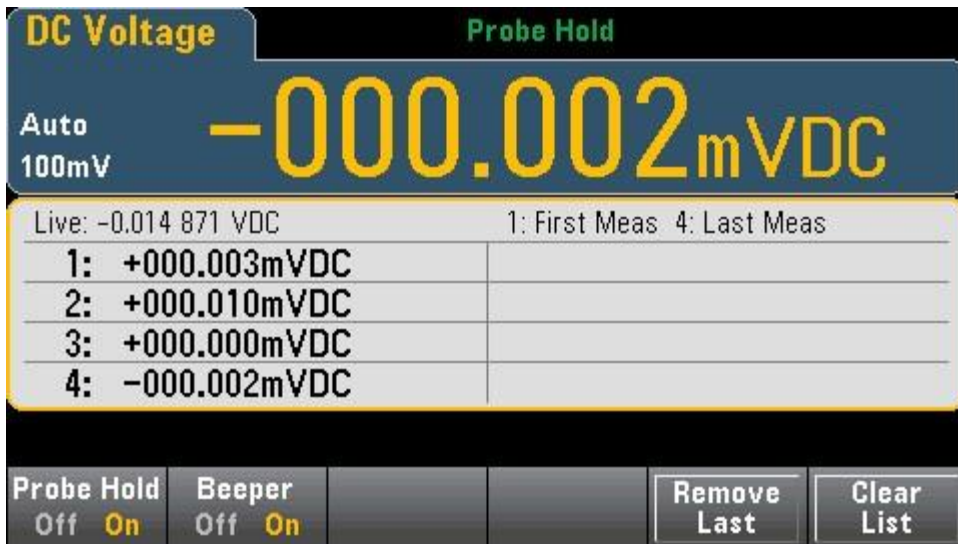 DC Voltage
Probe Hold
Auto
100mV
-000.002mVDC
Live: -0.014 871 VDC
1: First Meas 4: Last Meas
1: +000.003mVDC
2: +000.010mVDC
3: +000.000mVDC
4: -000.002mVDC
Probe Hold
Off On
Beeper
Off On
Remove
Last
Clear
List